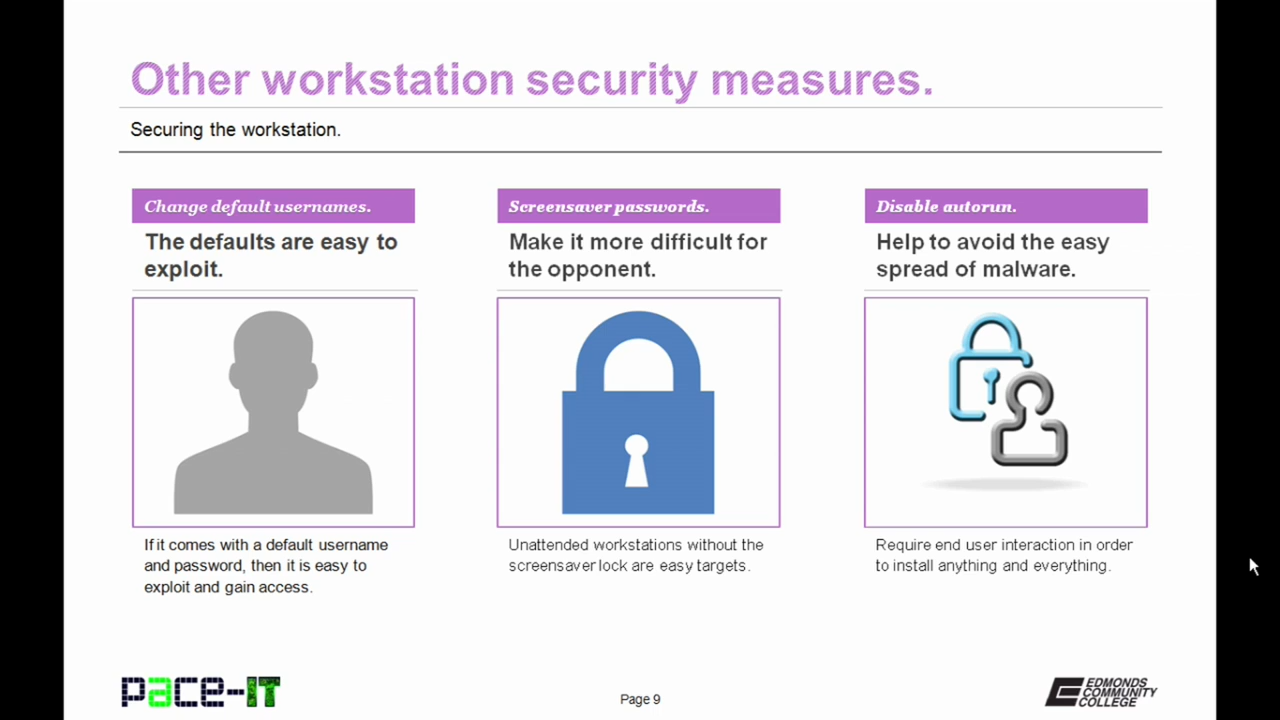 Other workstation security measures.
Securing the workstation.
Change default usernames.
The defaults are easy to
exploit.
If it comes with a default username
and password, then it is easy to
exploit and gain access.
Screensaver passwords.
Make it more difficult for
the opponent.
Unattended workstations without the
screensaver lock are easy targets.
Disable autorun.
Help to avoid the easy
spread of malware.
Require end user interaction in order
to install anything and everything.
pace-IT
Page 9
EDMONDS
COMMUNITY
COLLEGE